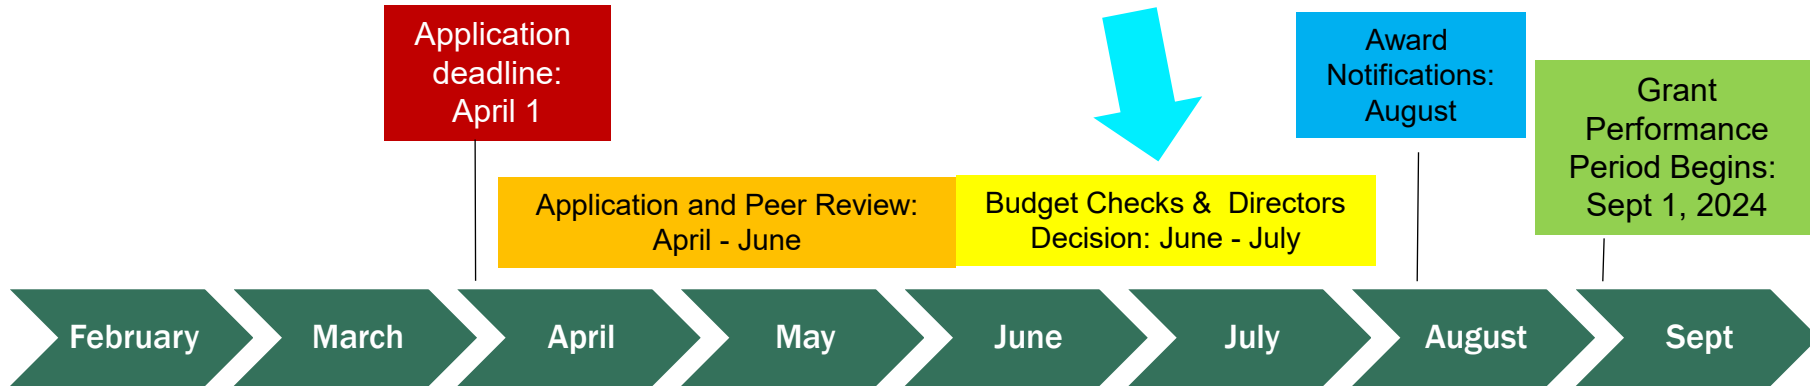 Application
deadline:
April 1
Award
Notifications:
August
Grant
Performance
Period Begins:
Sept 1, 2024
Application and Peer Review:
April - June
Budget Checks & Directors
Decision: June - July
February
March
April
May
June
July
August
Sept